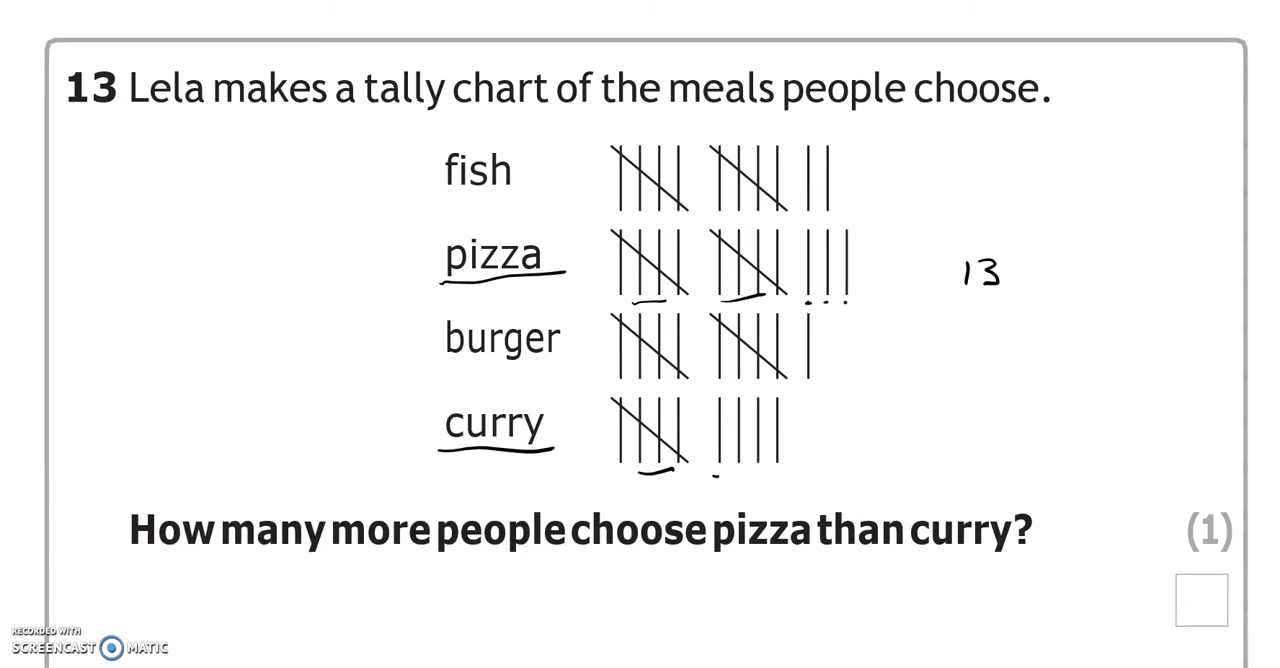 13 Lela makes a tally chart of the meals people choose.
fish
pizza
13
burger
curry
How many more people choose pizza than curry?
(1)
RECORDED WITH
SCREENCAST MATIC